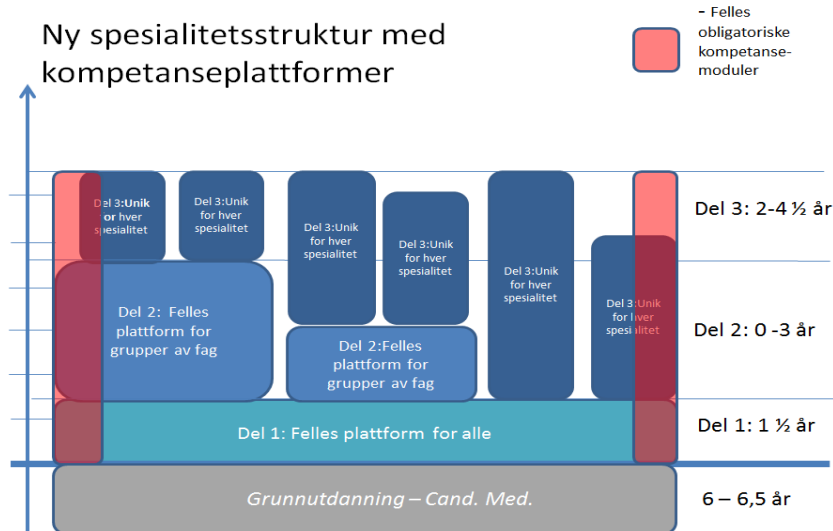 Ny spesialitetsstruktur med
kompetanseplattformer
- Felles
obligatoriske
kompetanse-
moduler
Del 3:Unik
for hver
spesialitet
Del 3:Unik
for hver
spesialitet
Del 3:Unik
for hver
spesialitet
Del 3:Unik
for hver
spesialitet
Del 3:Unik
for hver
spesialitet
Del 3:Unik
for hver
spesialitet
Del 3: 2-4 ½ år
Del 2: Felles
plattform for
grupper av fag
Del 2:Felles
plattform for
grupper av fag
Del 2: 0 -3 år
Del 1: Felles plattform for alle
Del 1: 1 ½ år
Grunnutdanning – Cand. Med.
6 – 6,5 år